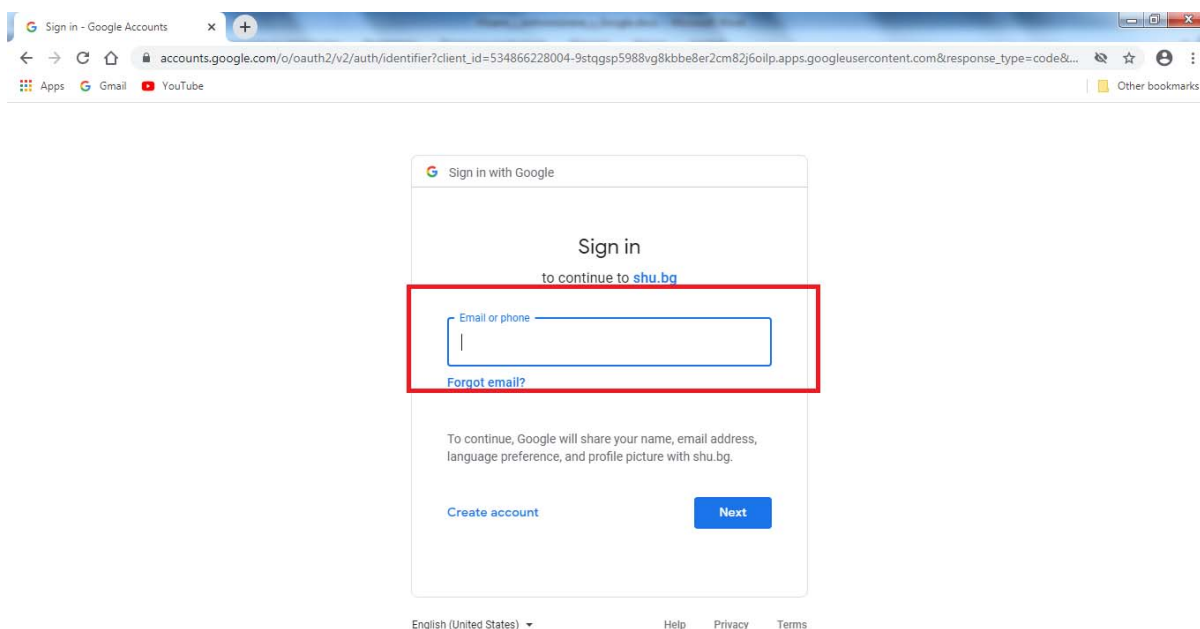 Sign in - Google Accounts
accounts.google.com/o/oauth2/v2/auth/identifier?client_id=534866228004-9stqgsp5988vg8kbbe8er2cm82j6oilp.apps.googleusercontent.com&response_type=code&...
Apps Gmail YouTube Other bookmarks
Sign in with Google
Sign in
to continue to shu.bg
Email or phone
Forgot email?
To continue, Google will share your name, email address,
language preference, and profile picture with shu.bg.
Create account Next
English (United States) Help Privacy Terms